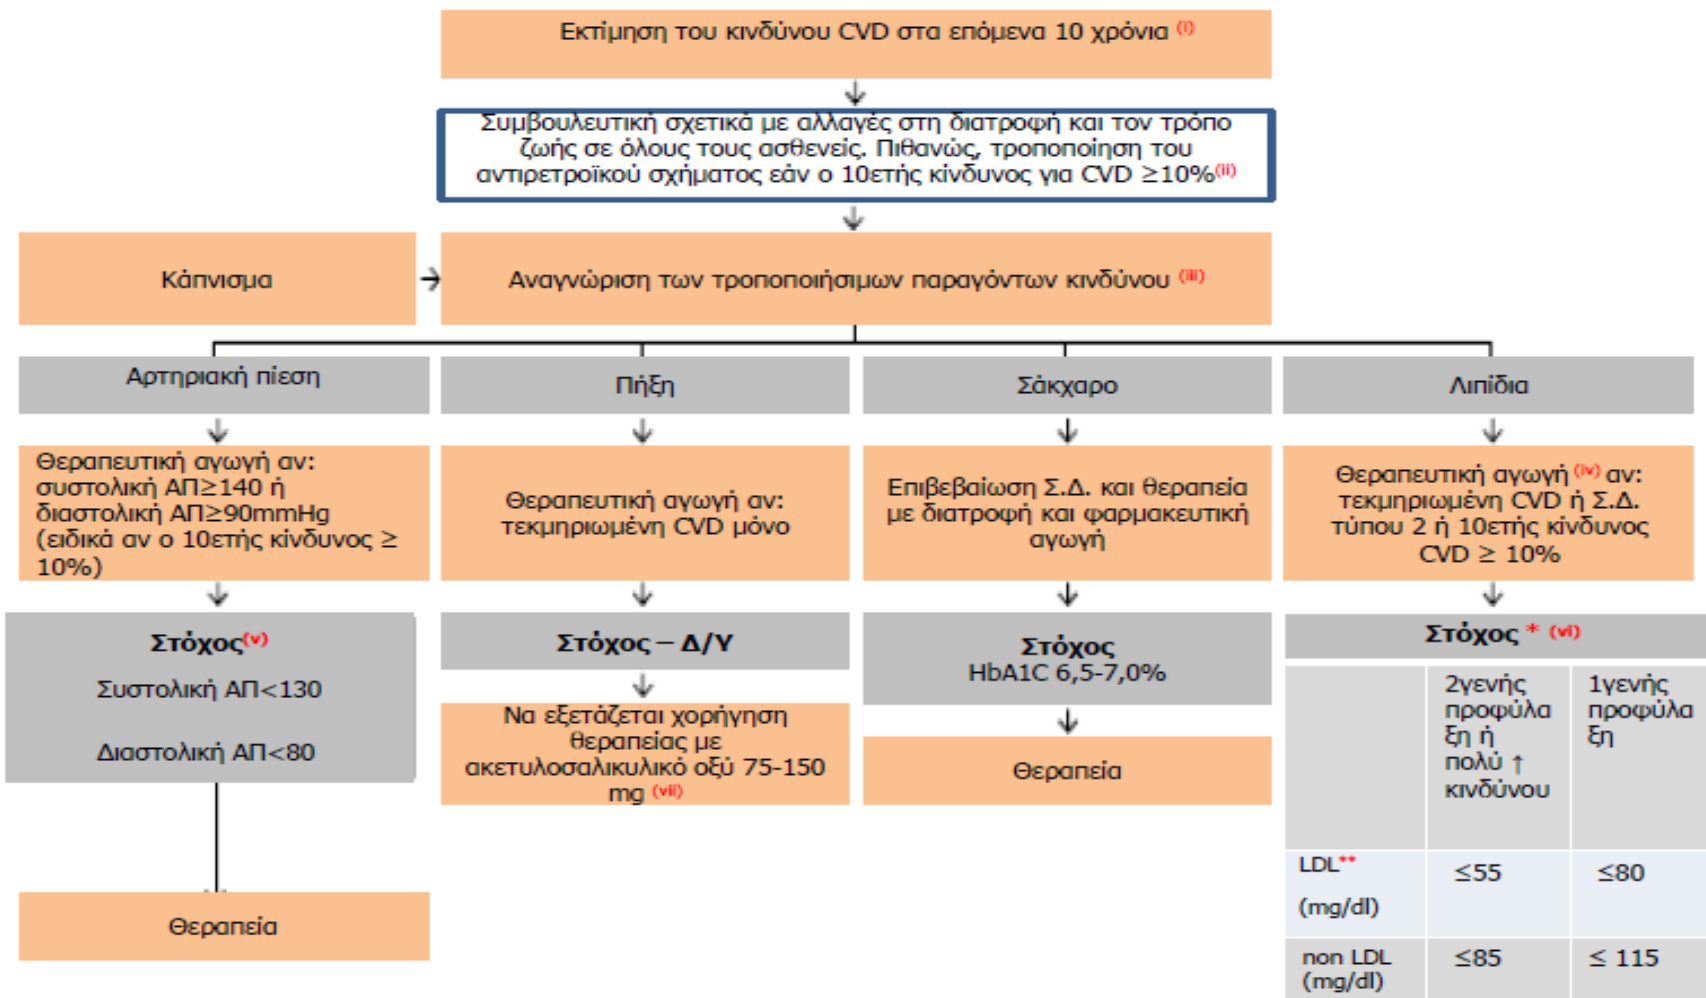 Εκτίμηση του κινδύνου CVD στα επόμενα 10 χρόνια (i)
Συμβουλευτική σχετικά με αλλαγές στη διατροφή και τον τρόπο
ζωής σε όλους τους ασθενείς. Πιθανώς, τροποποίηση του
αντιρετροϊκού σχήματος εάν ο 10ετής κίνδυνος για CVD ≥10%(ii)
Κάπνισμα
Αναγνώριση των τροποποιήσιμων παραγόντων κινδύνου (iii)
Αρτηριακή πίεση
Πήξη
Σάκχαρο
Λιπίδια
Θεραπευτική αγωγή αν:
συστολική ΑΠ≥140 ή
διαστολική ΑΠ≥90mmHg
(ειδικά αν ο 10ετής κίνδυνος ≥
10%)
Θεραπευτική αγωγή αν:
τεκμηριωμένη CVD μόνο
Επιβεβαίωση Σ.Δ. και θεραπεία
με διατροφή και φαρμακευτική
αγωγή
Θεραπευτική αγωγή (iv) αν:
τεκμηριωμένη CVD ή Σ.Δ.
τύπου 2 ή 10ετής κίνδυνος
CVD ≥ 10%
Στόχος(v)
Συστολική ΑΠ<130
Διαστολική ΑΠ<80
Στόχος – Δ/Υ
Στόχος
HbA1C 6,5-7,0%
Στόχος * (vi)
Να εξετάζεται χορήγηση
θεραπείας με
ακετυλοσαλικυλικό οξύ 75-150
mg (vii)
Θεραπεία
Θεραπεία
2γενής
προφύλα
ξη ή
πολύ ↑
κινδύνου
1γενής
προφύλα
ξη
LDL**
(mg/dl)
≤55
≤80
non LDL
(mg/dl)
≤85
≤ 115